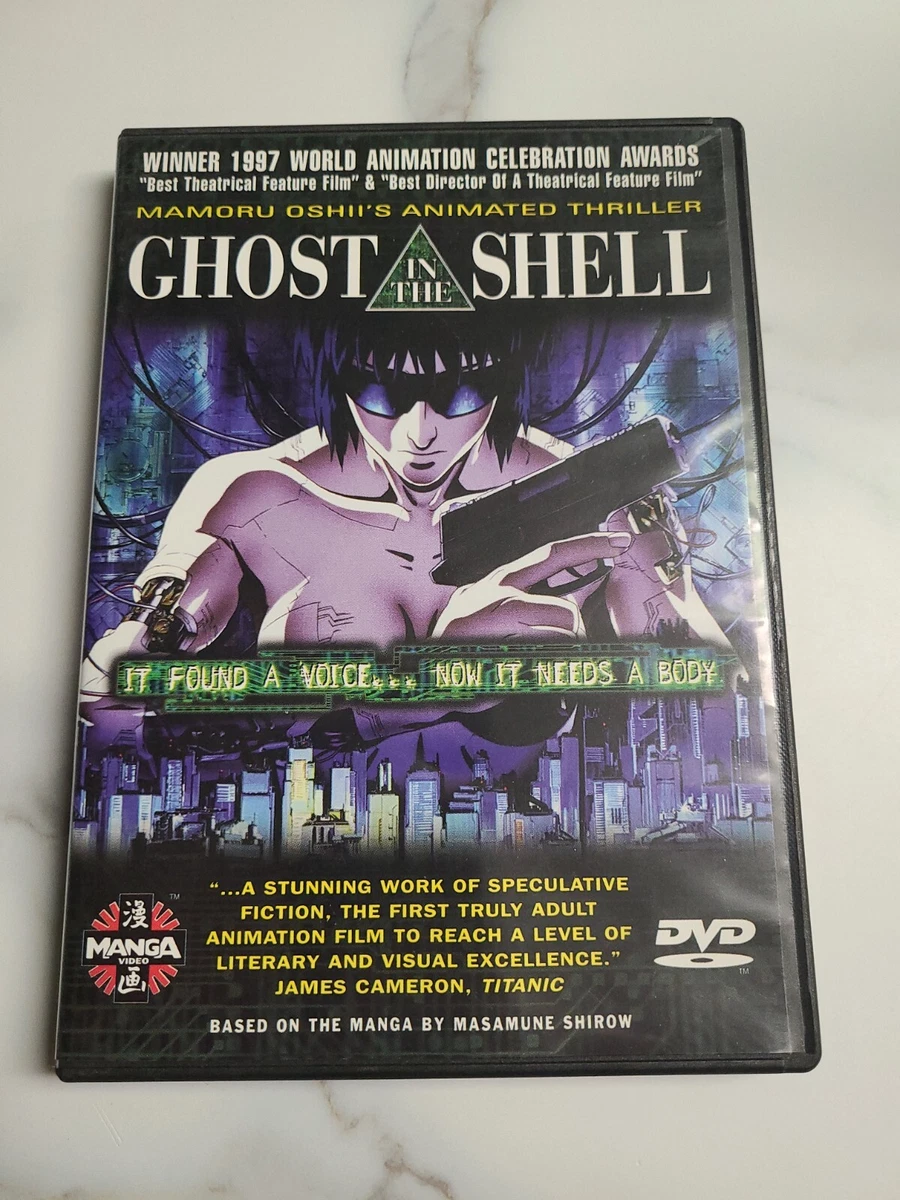 WINNER 1997 WORLD ANIMATION CELEBRATION AWARDS
"Best Theatrical Feature Film" & "Best Director Of A Theatrical Feature Film"
MAMORU OSHII'S ANIMATED THRILLER
GHOST IN THE SHELL
IT FOUND A VOICE... NOW IT NEEDS A BODY.
"...A STUNNING WORK OF SPECULATIVE
FICTION, THE FIRST TRULY ADULT
ANIMATION FILM TO REACH A LEVEL OF
LITERARY AND VISUAL EXCELLENCE."
JAMES CAMERON, TITANIC
漫
MANGA
VIDEO
画
TM
DVD
TM
BASED ON THE MANGA BY MASAMUNE SHIROW